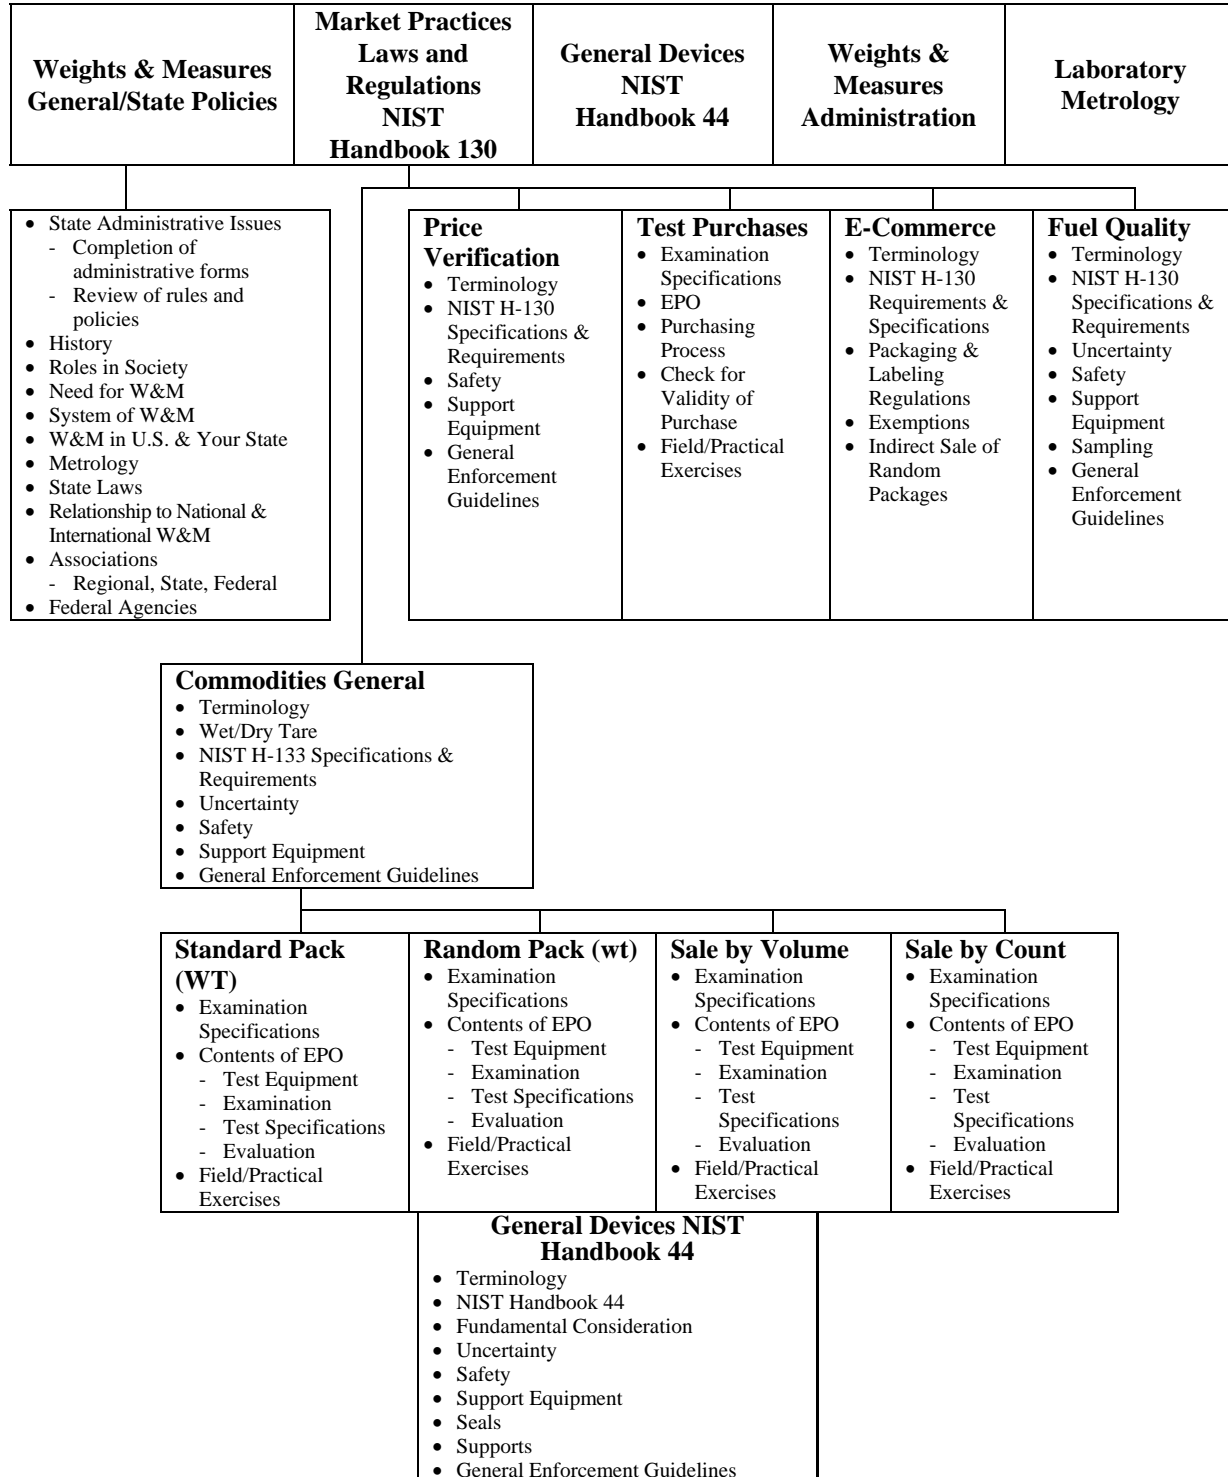 Weights & Measures
General/State Policies
Market Practices
Laws and
Regulations
NIST
Handbook 130
General Devices
NIST
Handbook 44
Weights &
Measures
Administration
Laboratory
Metrology
• State Administrative Issues
- Completion of
administrative forms
- Review of rules and
policies
• History
• Roles in Society
• Need for W&M
• System of W&M
• W&M in U.S. & Your State
• Metrology
• State Laws
• Relationship to National &
International W&M
• Associations
- Regional, State, Federal
• Federal Agencies
Price
Verification
• Terminology
• NIST H-130
Specifications &
Requirements
• Safety
• Support
Equipment
• General
Enforcement
Guidelines
Test Purchases
• Examination
Specifications
• EPO
• Purchasing
Process
• Check for
Validity of
Purchase
• Field/Practical
Exercises
E-Commerce
• Terminology
• NIST H-130
Requirements &
Specifications
• Packaging &
Labeling
Regulations
• Exemptions
• Indirect Sale of
Random
Packages
Fuel Quality
• Terminology
• NIST H-130
Specifications &
Requirements
• Uncertainty
• Safety
• Support
Equipment
• Sampling
• General
Enforcement
Guidelines
Commodities General
• Terminology
• Wet/Dry Tare
• NIST H-133 Specifications &
Requirements
• Uncertainty
• Safety
• Support Equipment
• General Enforcement Guidelines
Standard Pack
(WT)
• Examination
Specifications
• Contents of EPO
- Test Equipment
- Examination
- Test Specifications
- Evaluation
• Field/Practical
Exercises
Random Pack (wt)
• Examination
Specifications
• Contents of EPO
- Test Equipment
- Examination
- Test Specifications
- Evaluation
• Field/Practical
Exercises
Sale by Volume
• Examination
Specifications
• Contents of EPO
- Test Equipment
- Examination
- Test
Specifications
- Evaluation
• Field/Practical
Exercises
Sale by Count
• Examination
Specifications
• Contents of EPO
- Test Equipment
- Examination
- Test
Specifications
- Evaluation
• Field/Practical
Exercises
General Devices NIST
Handbook 44
• Terminology
• NIST Handbook 44
• Fundamental Consideration
• Uncertainty
• Safety
• Support Equipment
• Seals
• Supports
• General Enforcement Guidelines